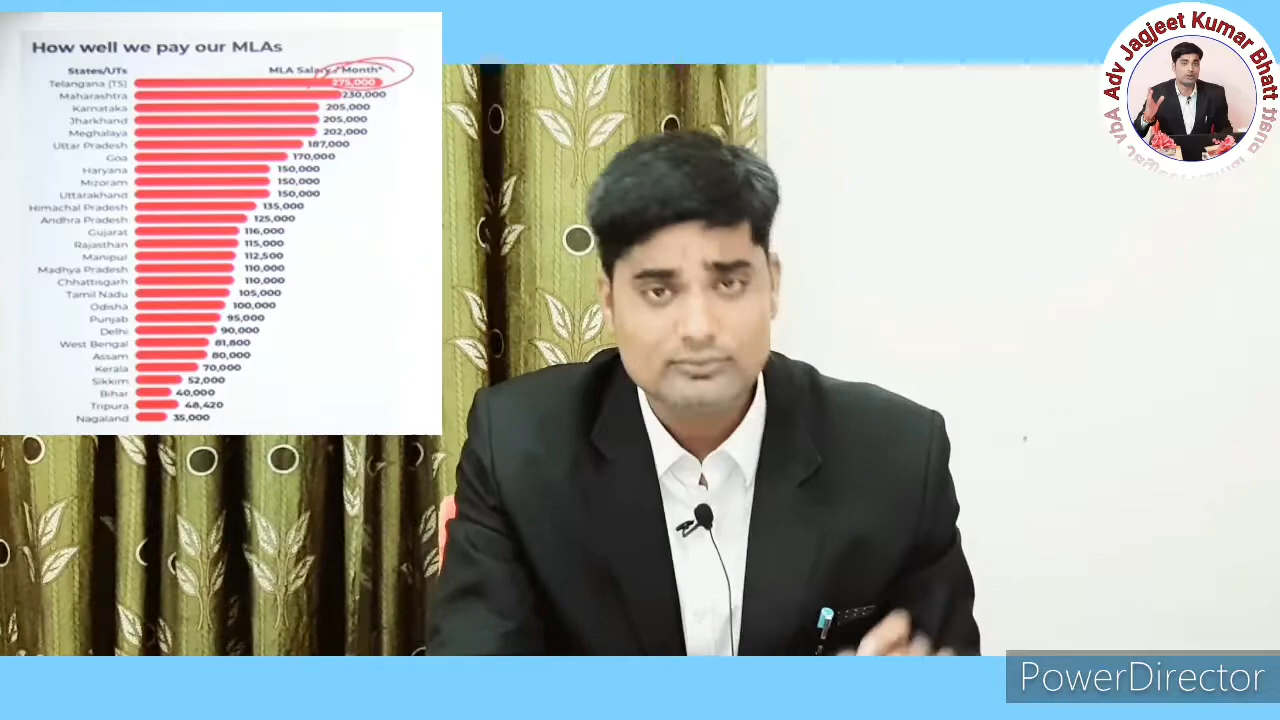 How well we pay our MLAs
States/UTs MLA Salary/Month*
Telangana (TS) 275,000
Maharashtra 230,000
Karnataka 205,000
Jharkhand 205,000
Meghalaya 202,000
Uttar Pradesh 187,000
Goa 170,000
Haryana 150,000
Mizoram 150,000
Uttarakhand 150,000
Himachal Pradesh 135,000
Andhra Pradesh 125,000
Gujarat 116,000
Rajasthan 115,000
Manipur 112,500
Madhya Pradesh 110,000
Chhattisgarh 110,000
Tamil Nadu 105,000
Odisha 100,000
Punjab 95,000
Delhi 90,000
West Bengal 81,800
Assam 80,000
Kerala 70,000
Sikkim 52,000
Bihar 40,000
Tripura 48,420
Nagaland 35,000
Adv Jagjeet Kumar Bhatt
PowerDirector